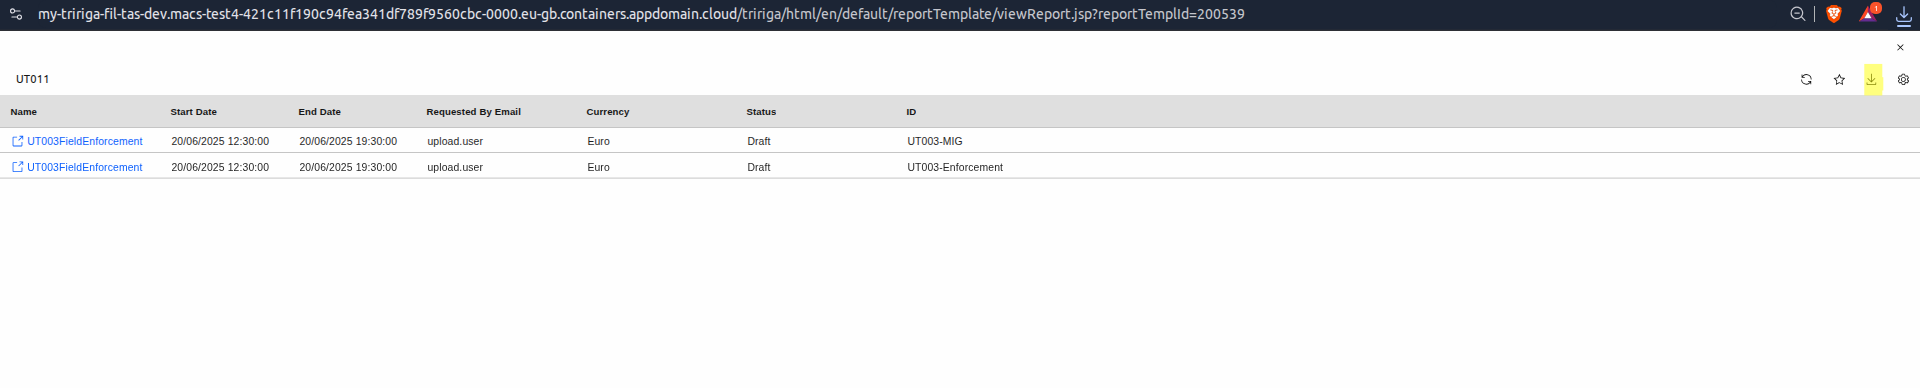 my-tririga-fil-tas-dev.macs-test4-421c11f190c94fea341df789f9560cbc-0000.eu-gb.containers.appdomain.cloud/tririga/html/en/default/reportTemplate/viewReport.jsp?reportTemplId=200539
1
UT011
Name Start Date End Date Requested By Email Currency Status ID
UT003FieldEnforcement 20/06/2025 12:30:00 20/06/2025 19:30:00 upload.user Euro Draft UT003-MIG
UT003FieldEnforcement 20/06/2025 12:30:00 20/06/2025 19:30:00 upload.user Euro Draft UT003-Enforcement